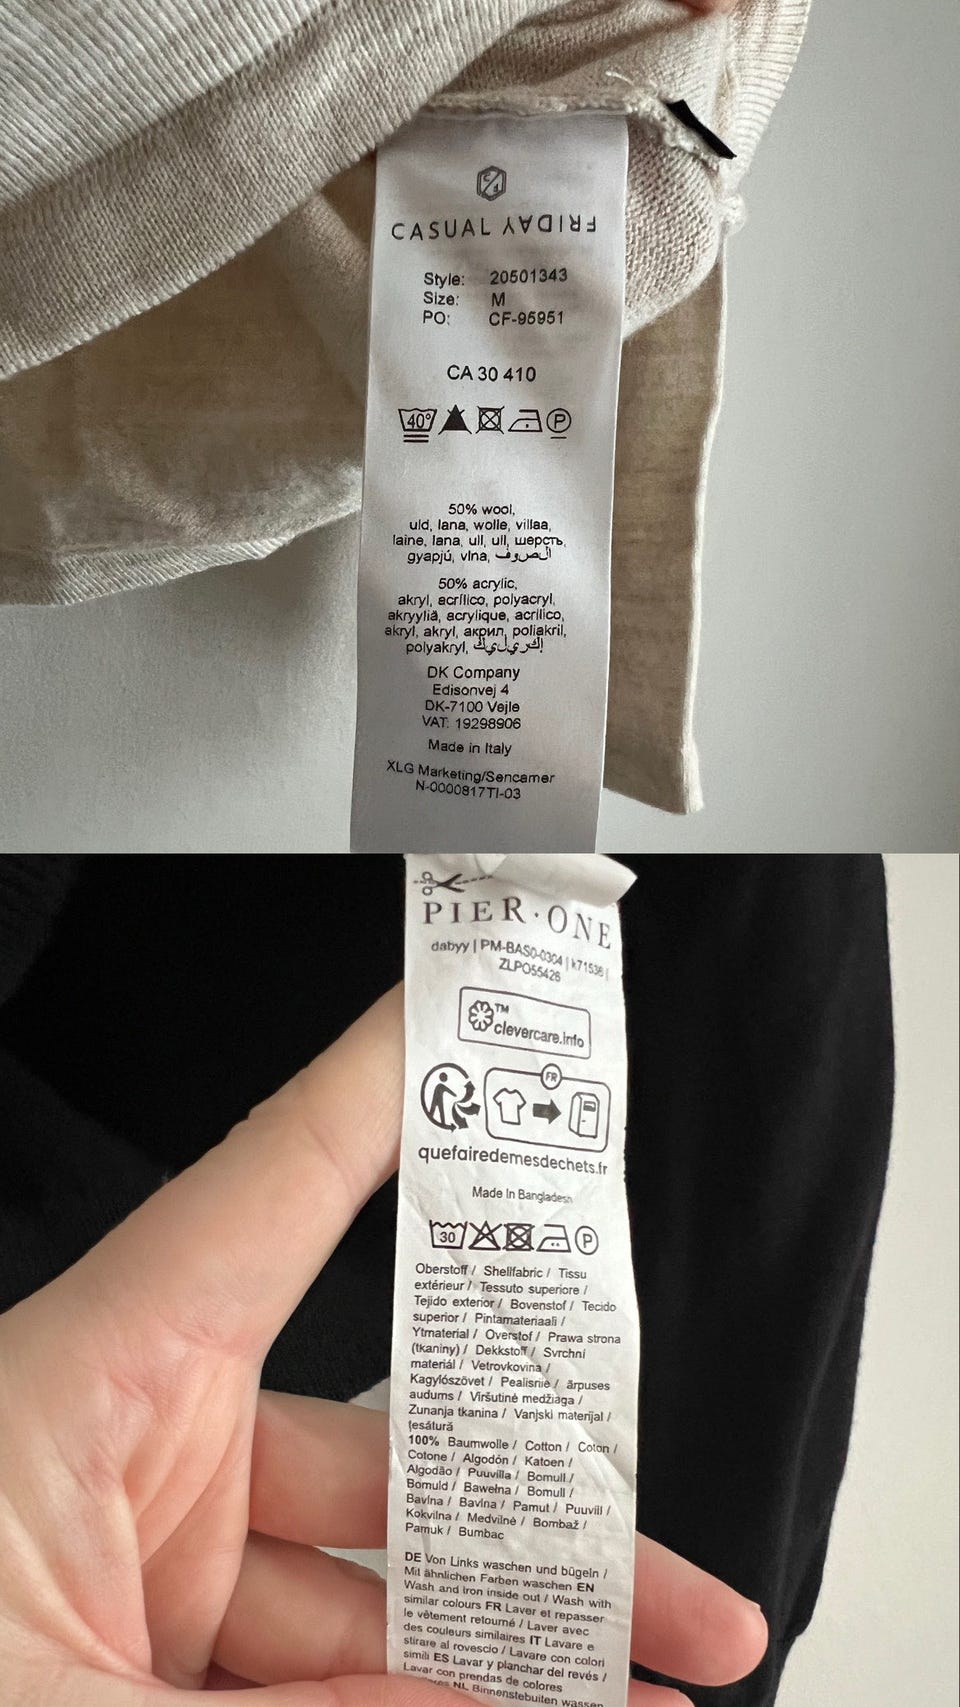 CASUAL FRIDAY
Style: 20501343
Size: M
PO: CF-95951
CA 30 410
40° P
50% wool,
uld, lana, wolle, villaa,
laine, lana, ull, ull, шерсть,
gyapjú, vlna, الصوف
50% acrylic,
akryl, acrílico, polyacryl,
akryyliä, acrylique, acrilico,
akryl, akryl, акрил, poliakril,
polyakryl, إكريليك
DK Company
Edisonvej 4
DK-7100 Vejle
VAT: 19298906
Made in Italy
XLG Marketing/Sencamer
N-0000817TI-03
PIER·ONE
dabyy | PM-BAS0-0304 | k71536 |
ZLPO55426
TM
clevercare.info
FR
quefairedemesdechets.fr
Made In Bangladesh
30 P
Oberstoff / Shellfabric / Tissu
extérieur / Tessuto superiore /
Tejido exterior / Bovenstof / Tecido
superior / Pintamateriaali /
Ytmaterial / Overstof / Prawa strona
(tkaniny) / Dekkstoff / Svrchní
materiál / Vetrovkovina /
Kagylószövet / Pealisriie / ārpuses
audums / Viršutinė medžiaga /
Zunanja tkanina / Vanjski materijal /
țesătură
100% Baumwolle / Cotton / Coton /
Cotone / Algodón / Katoen /
Algodão / Puuvilla / Bomull /
Bomuld / Bawełna / Bomull /
Bavlna / Bavlna / Pamut / Puuvill /
Kokvilna / Medvilnė / Bombaž /
Pamuk / Bumbac
DE Von Links waschen und bügeln /
Mit ähnlichen Farben waschen EN
Wash and Iron inside out / Wash with
similar colours FR Laver et repasser
le vêtement retourné / Laver avec
des couleurs similaires IT Lavare e
stirare al rovescio / Lavare con colori
simili ES Lavar y planchar del revés /
Lavar con prendas de colores
NL Binnenstebuiten wassen